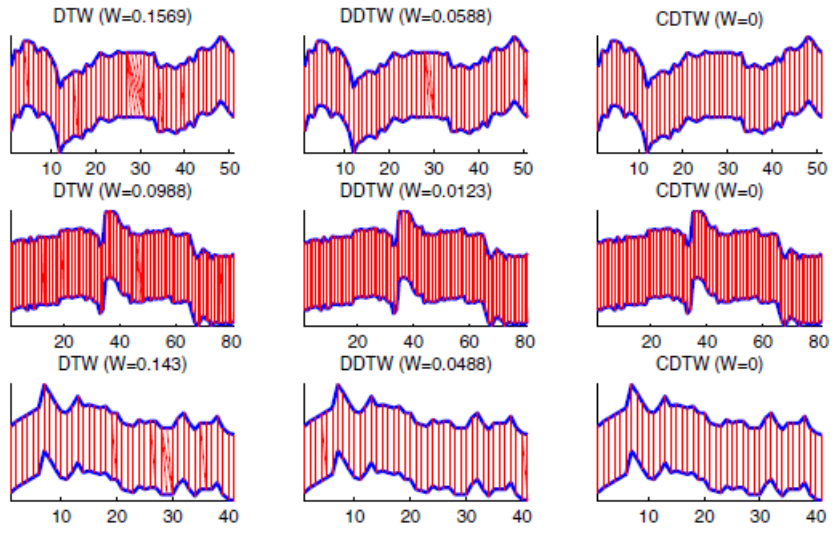 DTW (W=0.1569) DDTW (W=0.0588) CDTW (W=0)
10 20 30 40 50 10 20 30 40 50 10 20 30 40 50
DTW (W=0.0988) DDTW (W=0.0123) CDTW (W=0)
20 40 60 80 20 40 60 80 20 40 60 80
DTW (W=0.143) DDTW (W=0.0488) CDTW (W=0)
10 20 30 40 10 20 30 40 10 20 30 40